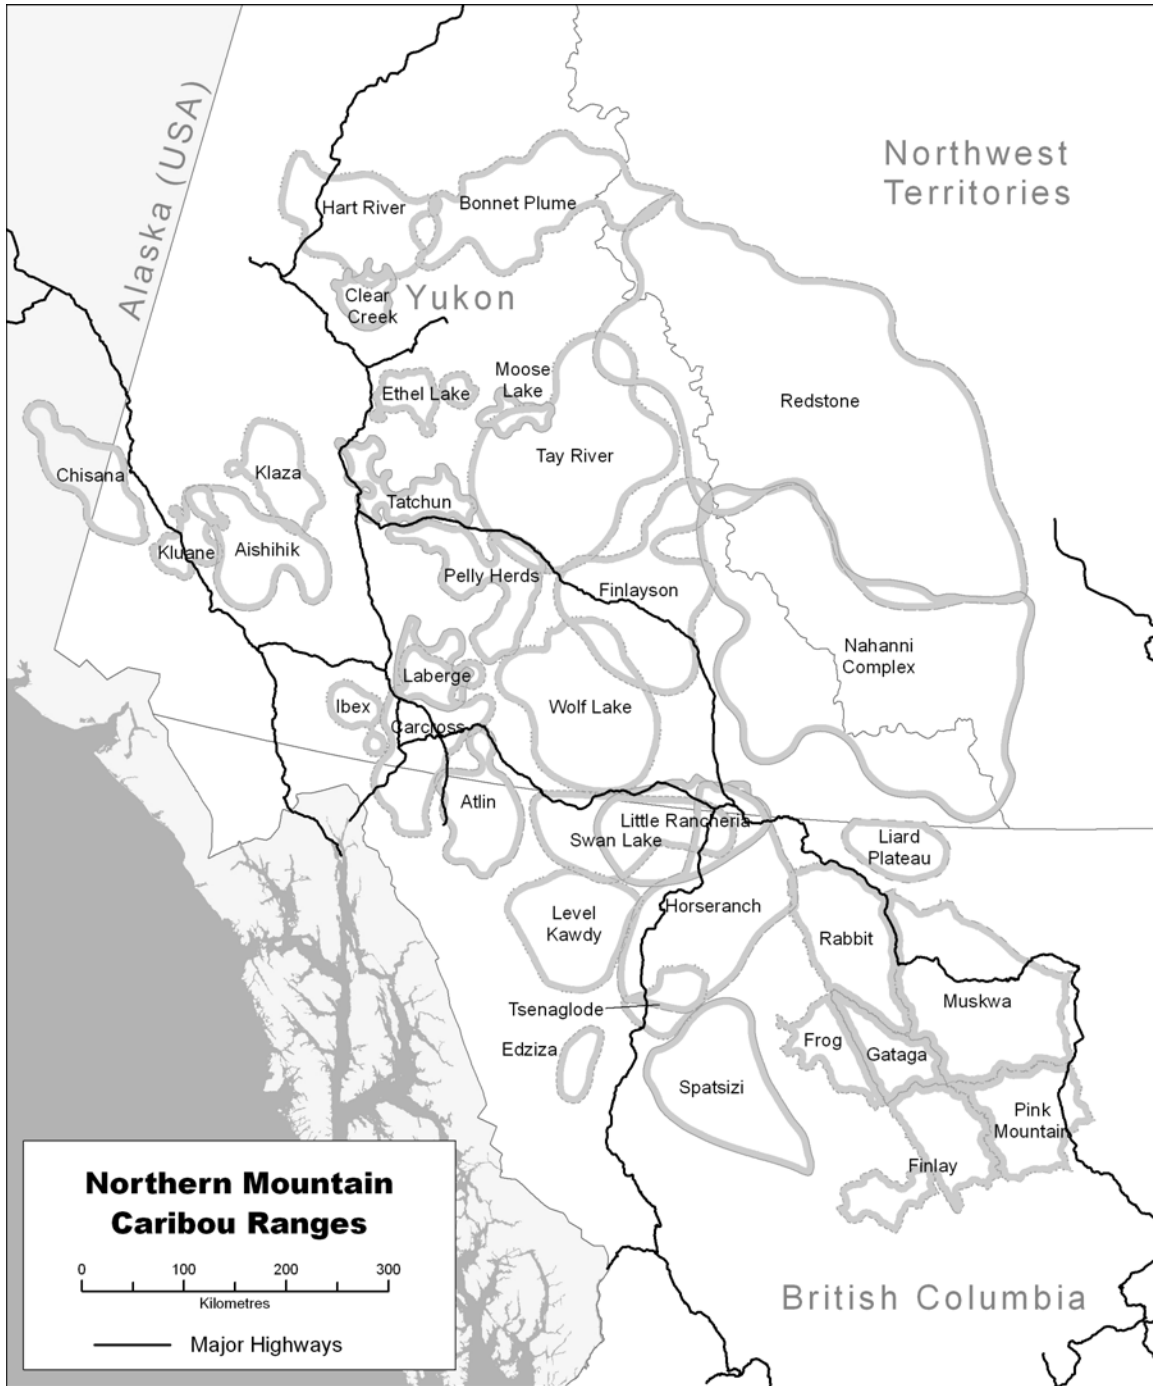 Northwest
Territories
Alaska (USA)
Hart River
Bonnet Plume
Clear
Creek
Yukon
Moose
Lake
Ethel Lake
Redstone
Tay River
Chisana
Klaza
Tatchun
Kluane
Aishihik
Pelly Herds
Finlayson
Nahanni
Complex
Laberge
Ibex
Wolf Lake
Carcross
Atlin
Little Rancheria
Swan Lake
Liard
Plateau
Level
Kawdy
Horseranch
Rabbit
Muskwa
Tsenaglode
Edziza
Frog
Gataga
Spatsizi
Pink
Mountain
Finlay
British Columbia
Northern Mountain
Caribou Ranges
0 100 200 300
Kilometres
Major Highways